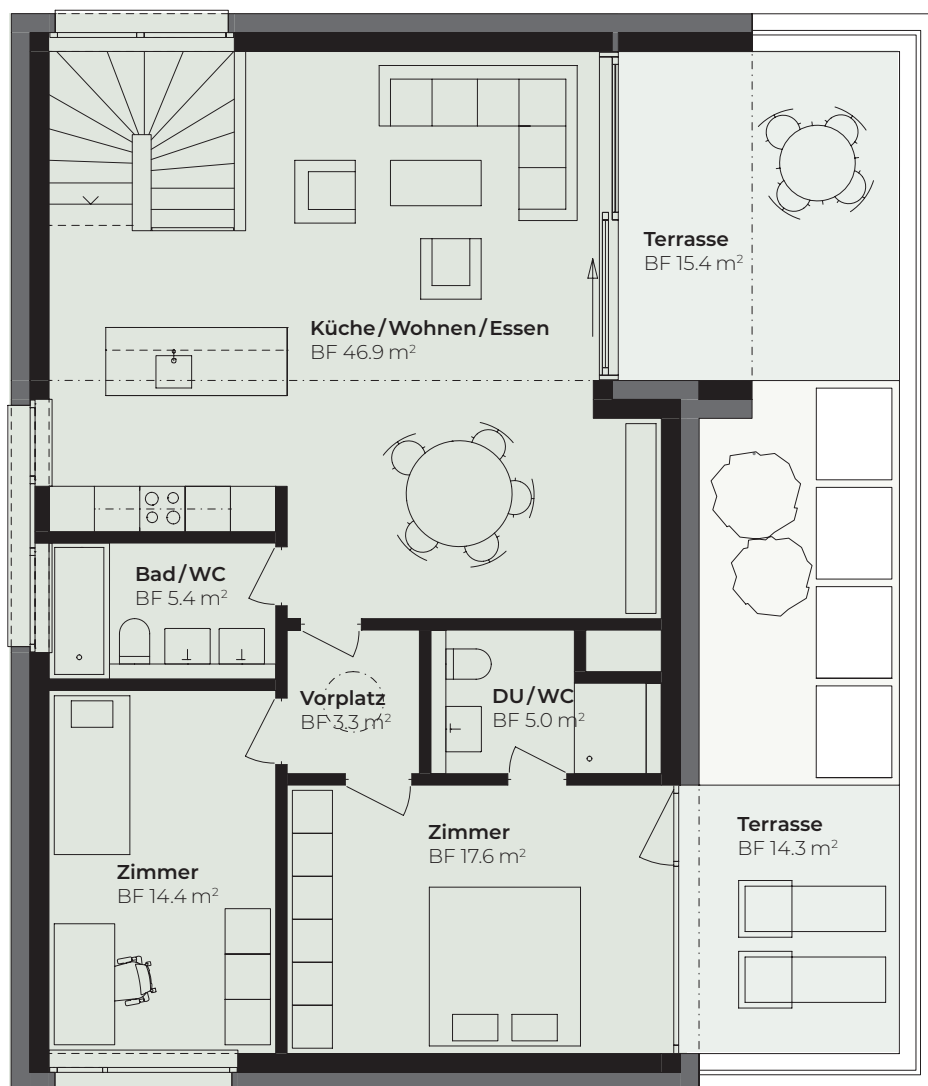 Terrasse
BF 15.4 m²
Küche/Wohnen/Essen
BF 46.9 m²
Bad/WC
BF 5.4 m²
Vorplatz
BF 3.3 m²
DU/WC
BF 5.0 m²
Zimmer
BF 17.6 m²
Terrasse
BF 14.3 m²
Zimmer
BF 14.4 m²